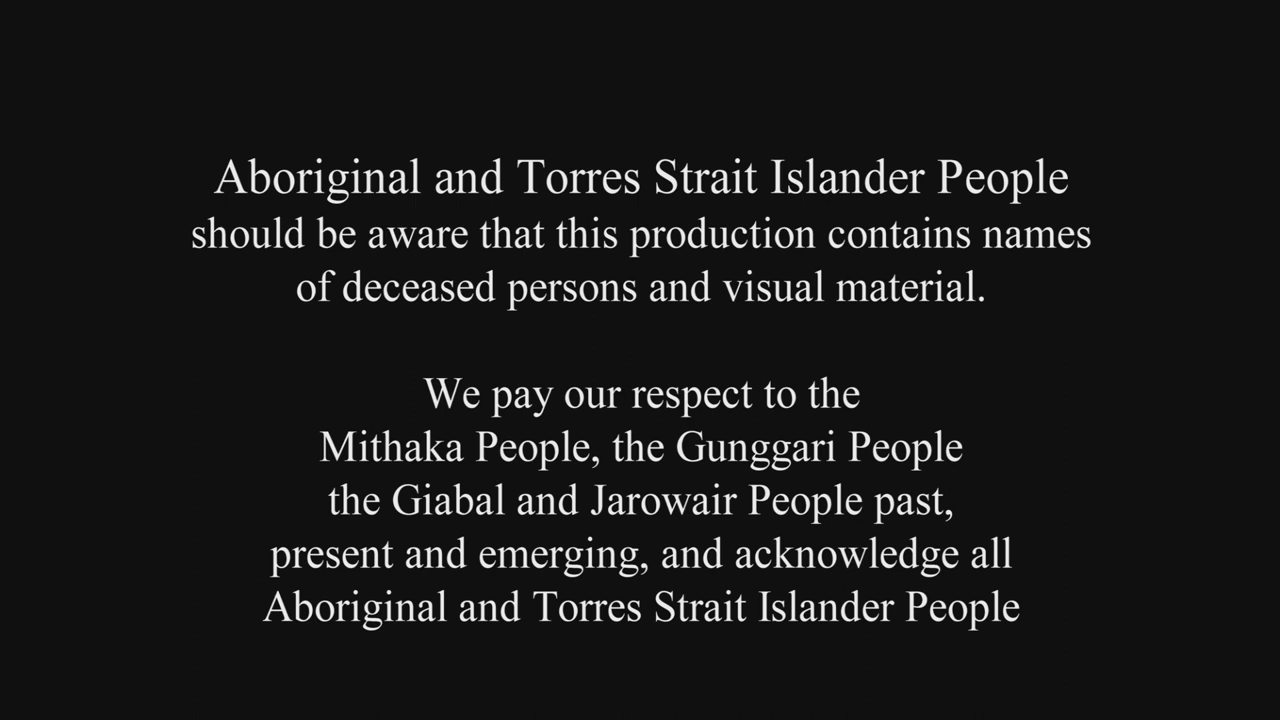 Aboriginal and Torres Strait Islander People
should be aware that this production contains names
of deceased persons and visual material.
We pay our respect to the
Mithaka People, the Gunggari People
the Giabal and Jarowair People past,
present and emerging, and acknowledge all
Aboriginal and Torres Strait Islander People